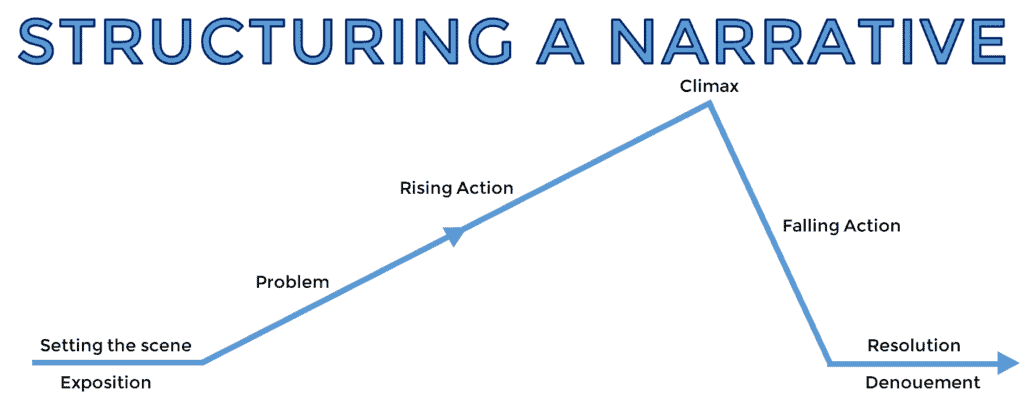 STRUCTURING A NARRATIVE
Climax
Rising Action
Falling Action
Problem
Setting the scene
Exposition
Resolution
Denouement